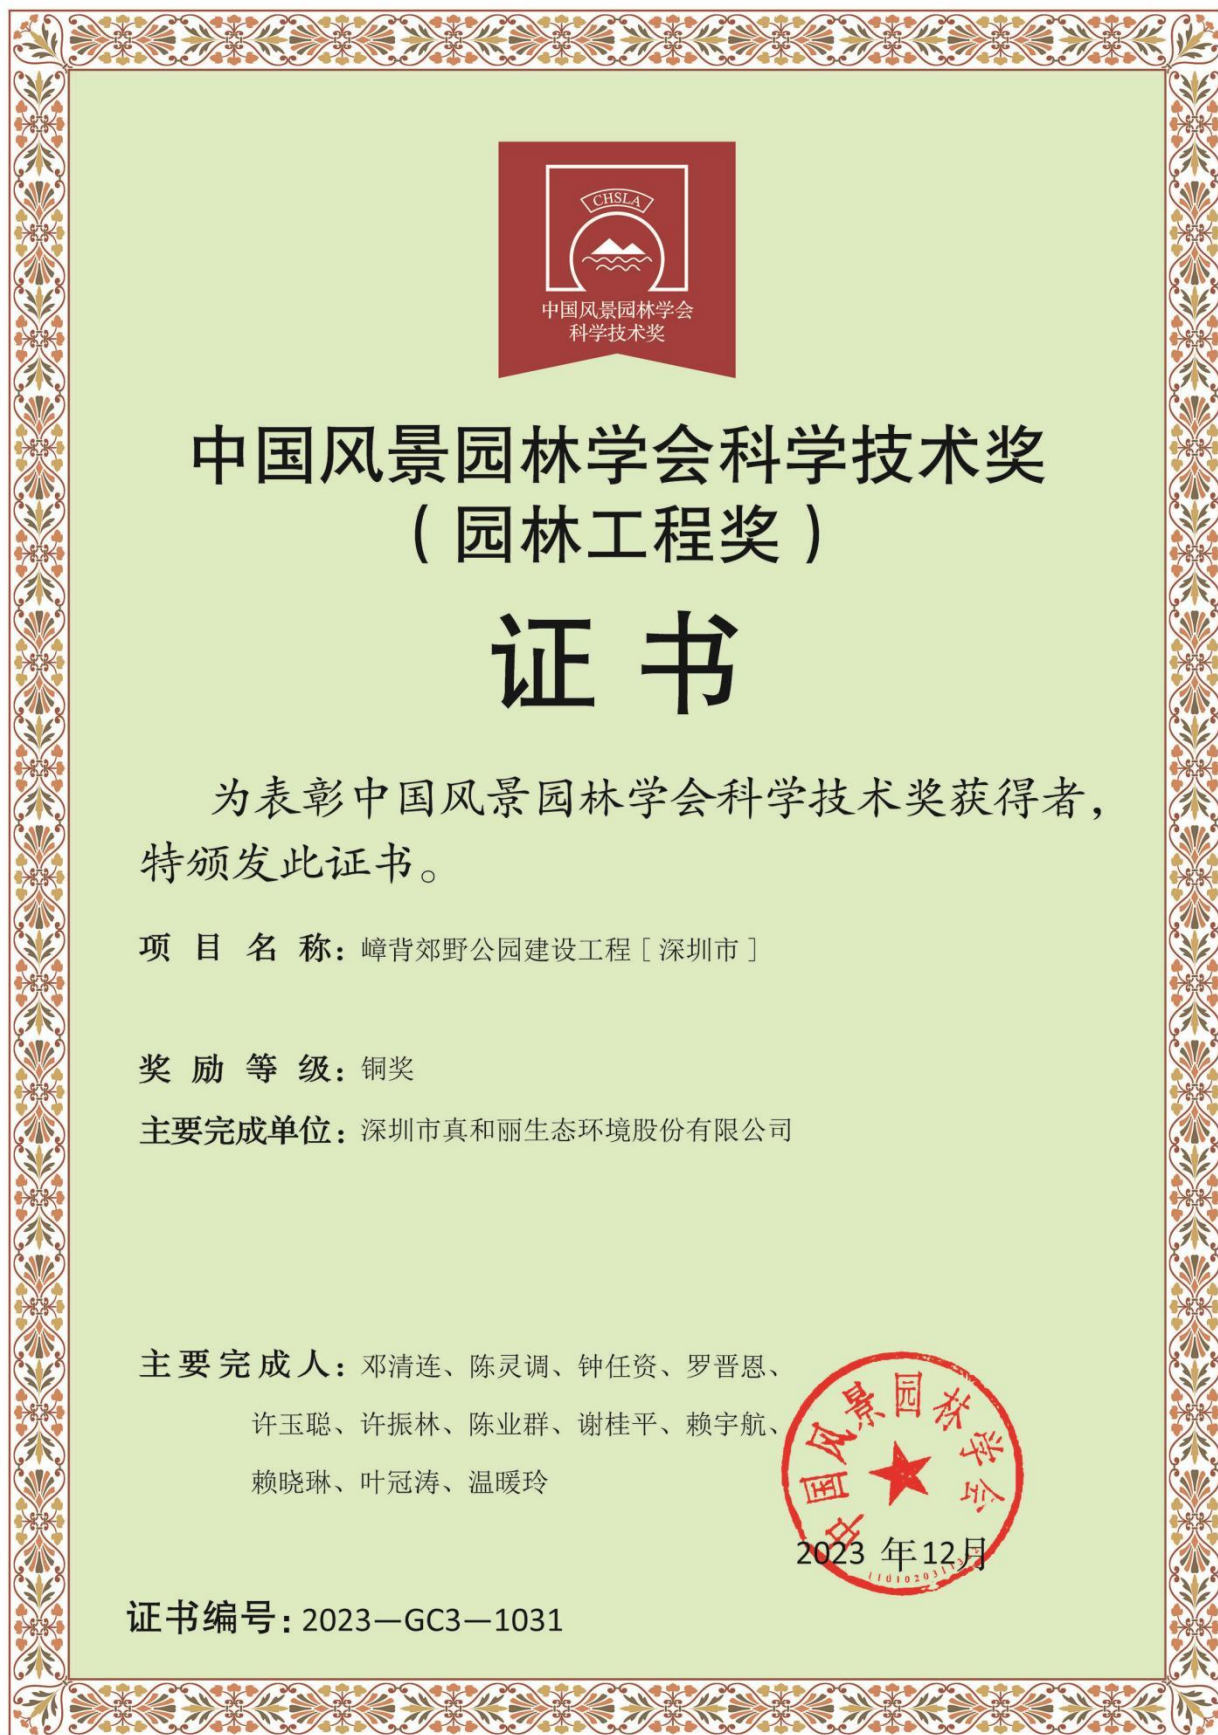 CHSLA
中国风景园林学会
科学技术奖
中国风景园林学会科学技术奖
（园林工程奖）
证书
为表彰中国风景园林学会科学技术奖获得者，
特颁发此证书。
项目名称：嶂背郊野公园建设工程［深圳市］
奖励等级：铜奖
主要完成单位：深圳市真和丽生态环境股份有限公司
主要完成人：邓清连、陈灵调、钟任资、罗晋恩、
许玉聪、许振林、陈业群、谢桂平、赖宇航、
赖晓琳、叶冠涛、温暖玲
中国风景园林学会
2023 年12月
证书编号：2023—GC3—1031